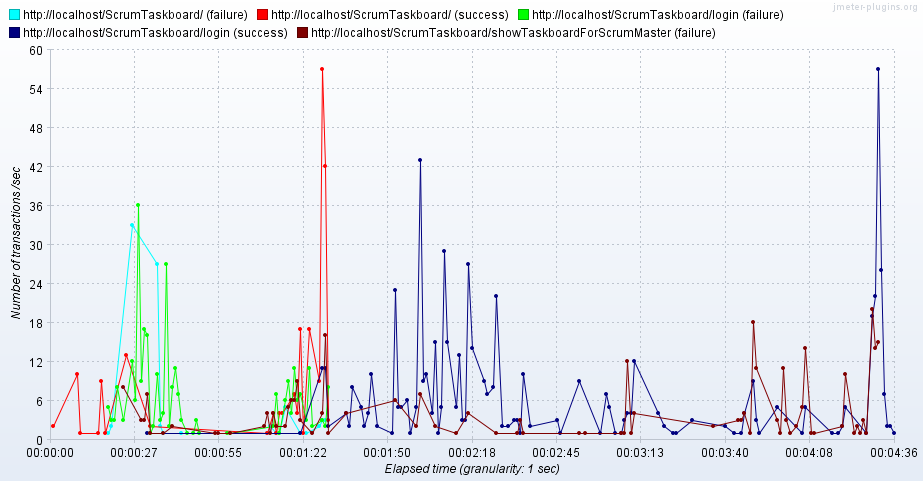 jmeter-plugins.org
http://localhost/ScrumTaskboard/ (failure) http://localhost/ScrumTaskboard/ (success) http://localhost/ScrumTaskboard/login (failure)
http://localhost/ScrumTaskboard/login (success) http://localhost/ScrumTaskboard/showTaskboardForScrumMaster (failure)
60
54
48
42
36
30
24
18
12
6
0
Number of transactions /sec
00:00:00 00:00:27 00:00:55 00:01:22 00:01:50 00:02:18 00:02:45 00:03:13 00:03:40 00:04:08 00:04:36
Elapsed time (granularity: 1 sec)